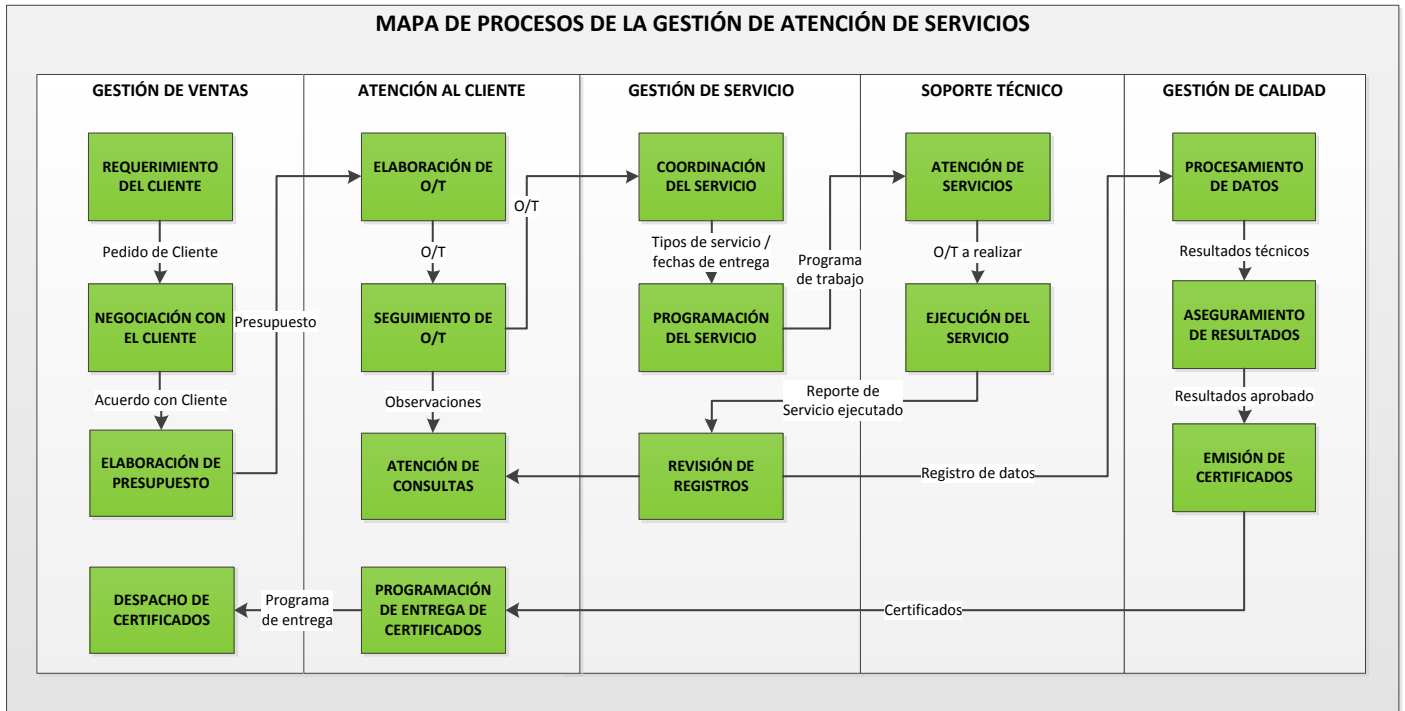 MAPA DE PROCESOS DE LA GESTIÓN DE ATENCIÓN DE SERVICIOS
GESTIÓN DE VENTAS
REQUERIMIENTO
DEL CLIENTE
Pedido de Cliente
NEGOCIACIÓN CON
EL CLIENTE
Acuerdo con Cliente
ELABORACIÓN DE
PRESUPUESTO
Presupuesto
DESPACHO DE
CERTIFICADOS
Programa
de entrega
ATENCIÓN AL CLIENTE
ELABORACIÓN DE
O/T
O/T
SEGUIMIENTO DE
O/T
O/T
Observaciones
ATENCIÓN DE
CONSULTAS
PROGRAMACIÓN
DE ENTREGA DE
CERTIFICADOS
GESTIÓN DE SERVICIO
COORDINACIÓN
DEL SERVICIO
Tipos de servicio /
fechas de entrega
PROGRAMACIÓN
DEL SERVICIO
Programa
de trabajo
Reporte de
Servicio ejecutado
REVISIÓN DE
REGISTROS
SOPORTE TÉCNICO
ATENCIÓN DE
SERVICIOS
O/T a realizar
EJECUCIÓN DEL
SERVICIO
Registro de datos
Certificados
GESTIÓN DE CALIDAD
PROCESAMIENTO
DE DATOS
Resultados técnicos
ASEGURAMIENTO
DE RESULTADOS
Resultados aprobado
EMISIÓN DE
CERTIFICADOS